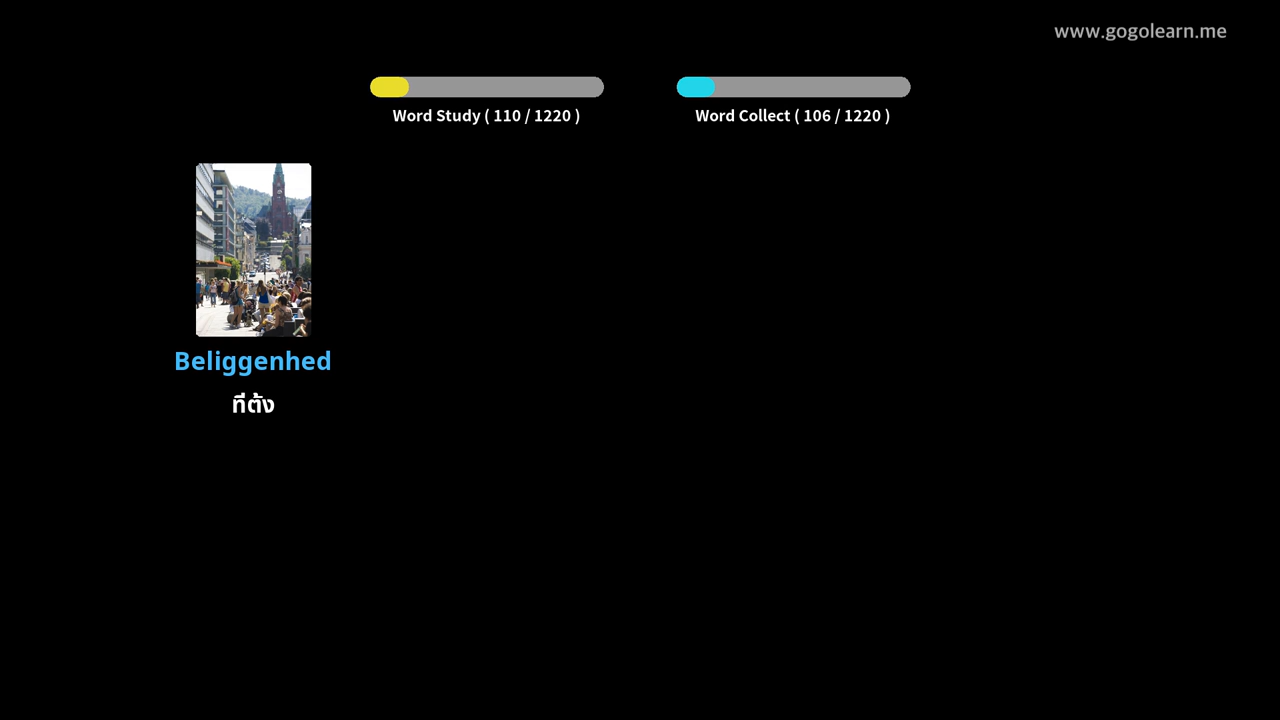 www.gogolearn.me
Word Study ( 110 / 1220 )
Word Collect ( 106 / 1220 )
Beliggenhed
ที่ตั้ง